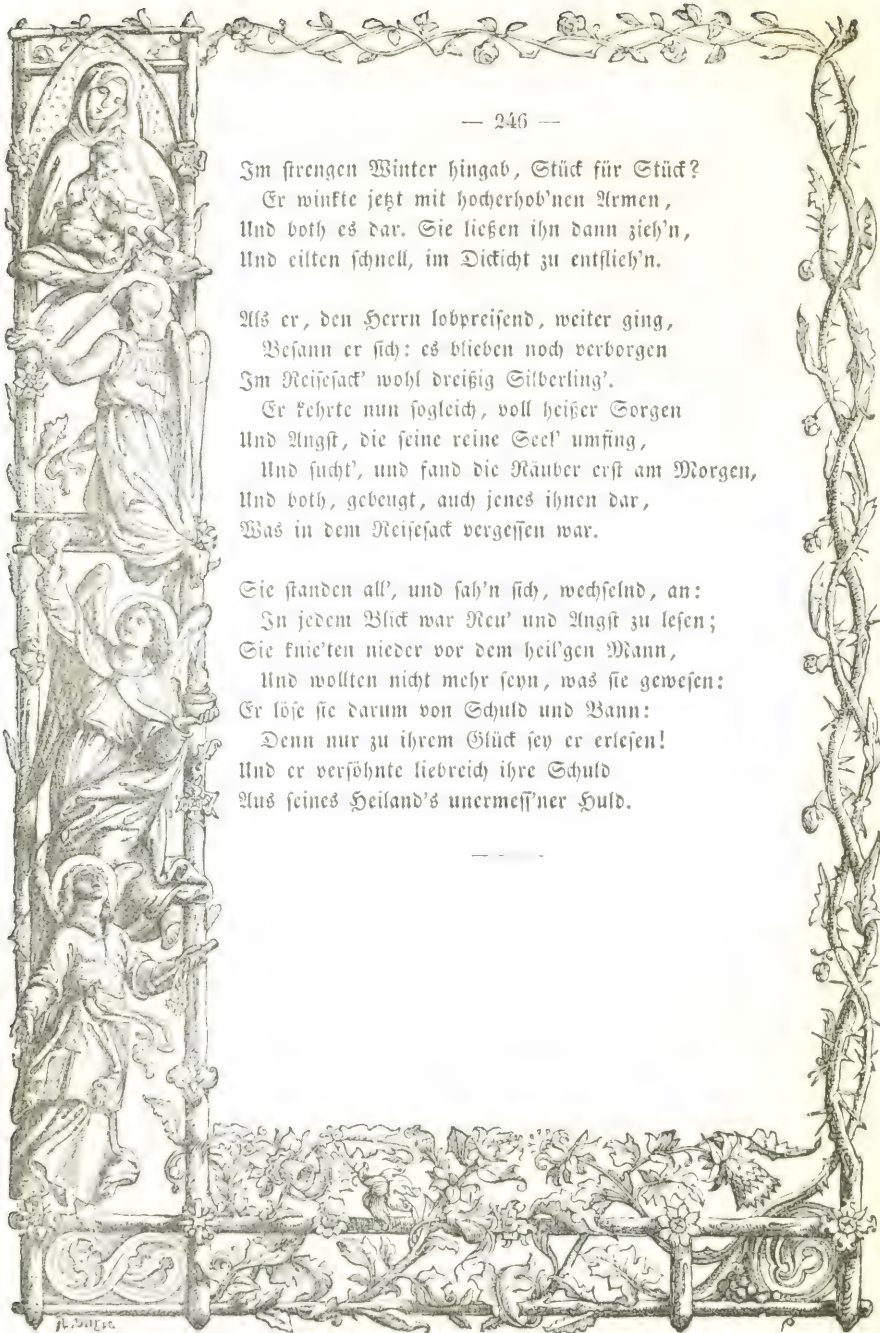 — 246 —
Im strengen Winter hingab, Stück für Stück?
Er winkte jetzt mit hocherhob'nen Armen,
Und both es dar. Sie ließen ihn dann zieh'n,
Und eilten schnell, im Dickicht zu entflieh'n.
Als er, den Herrn lobpreisend, weiter ging,
Besann er sich: es blieben noch verborgen
Im Reisesack' wohl dreißig Silberling'.
Er kehrte nun sogleich, voll heißer Sorgen
Und Angst, die seine reine Seel' umfing,
Und sucht', und fand die Räuber erst am Morgen,
Und both, gebeugt, auch jenes ihnen dar,
Was in dem Reisesack vergessen war.
Sie standen all', und sah'n sich, wechselnd, an:
In jedem Blick war Reu' und Angst zu lesen;
Sie knie'ten nieder vor dem heil'gen Mann,
Und wollten nicht mehr seyn, was sie gewesen:
Er löse sie darum von Schuld und Bann:
Denn nur zu ihrem Glück sey er erlesen!
Und er versöhnte liebreich ihre Schuld
Aus seines Heiland's unermess'ner Huld.